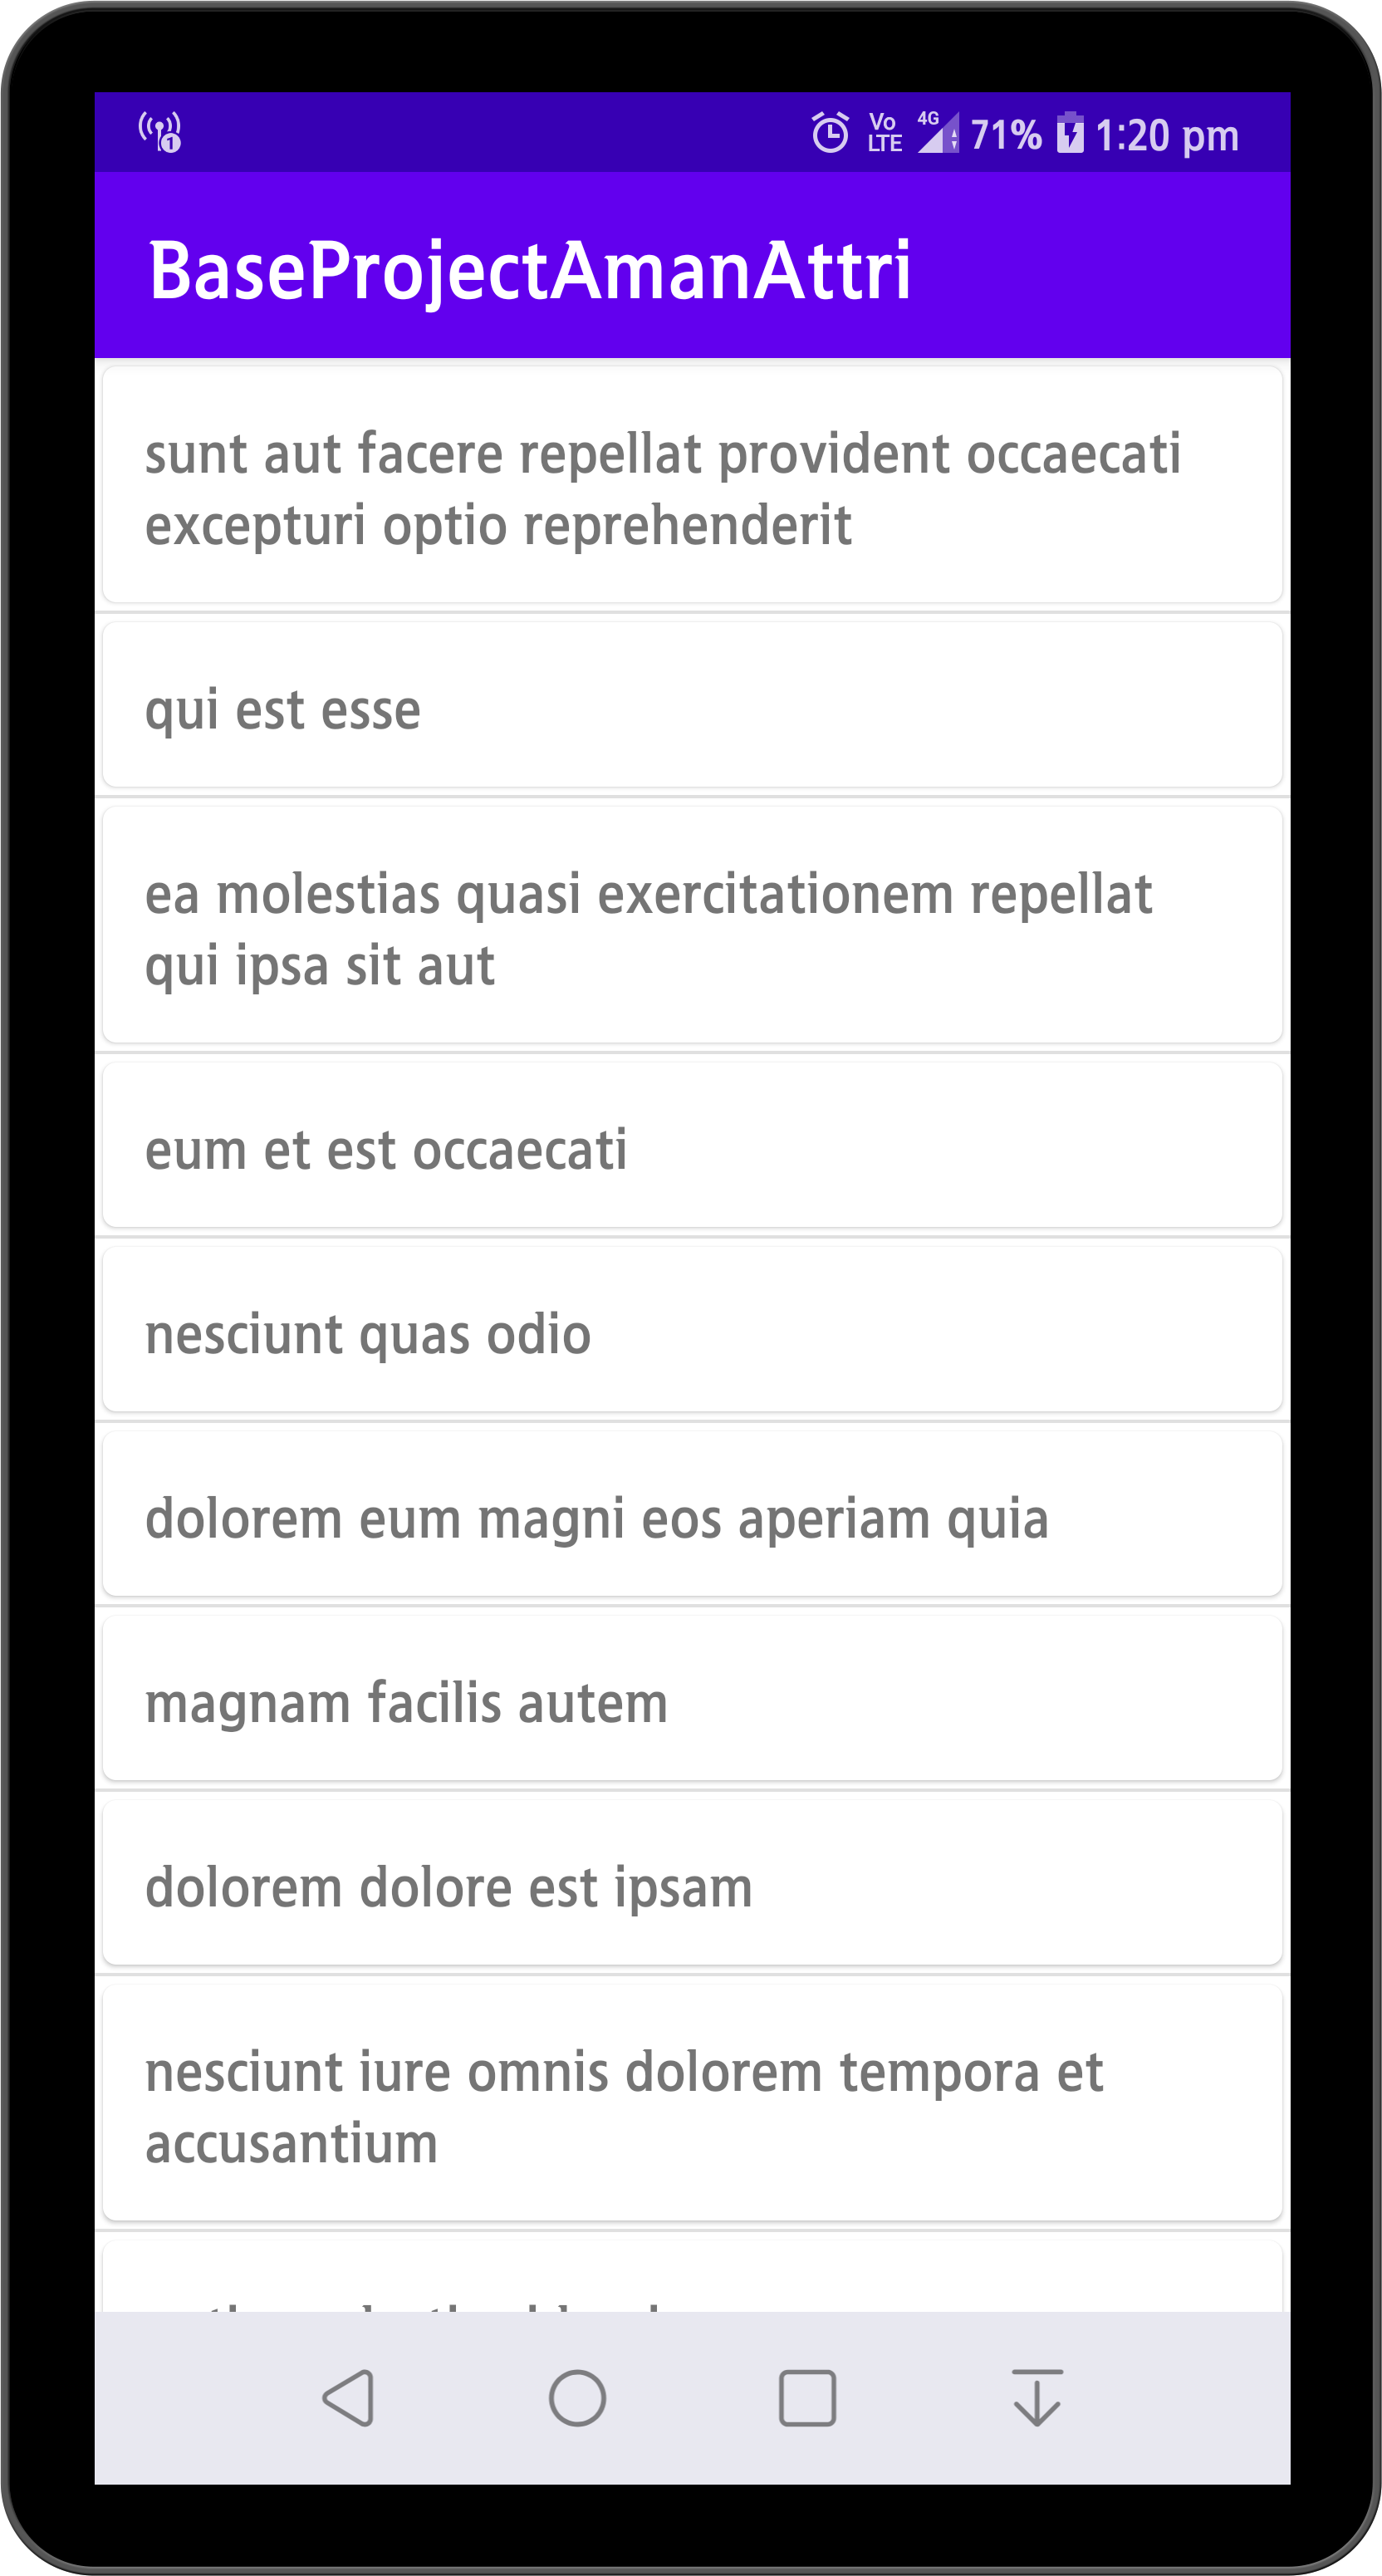 1
Vo
LTE
4G
71%
1:20 pm
BaseProjectAmanAttri
sunt aut facere repellat provident occaecati
excepturi optio reprehenderit
qui est esse
ea molestias quasi exercitationem repellat
qui ipsa sit aut
eum et est occaecati
nesciunt quas odio
dolorem eum magni eos aperiam quia
magnam facilis autem
dolorem dolore est ipsam
nesciunt iure omnis dolorem tempora et
accusantium